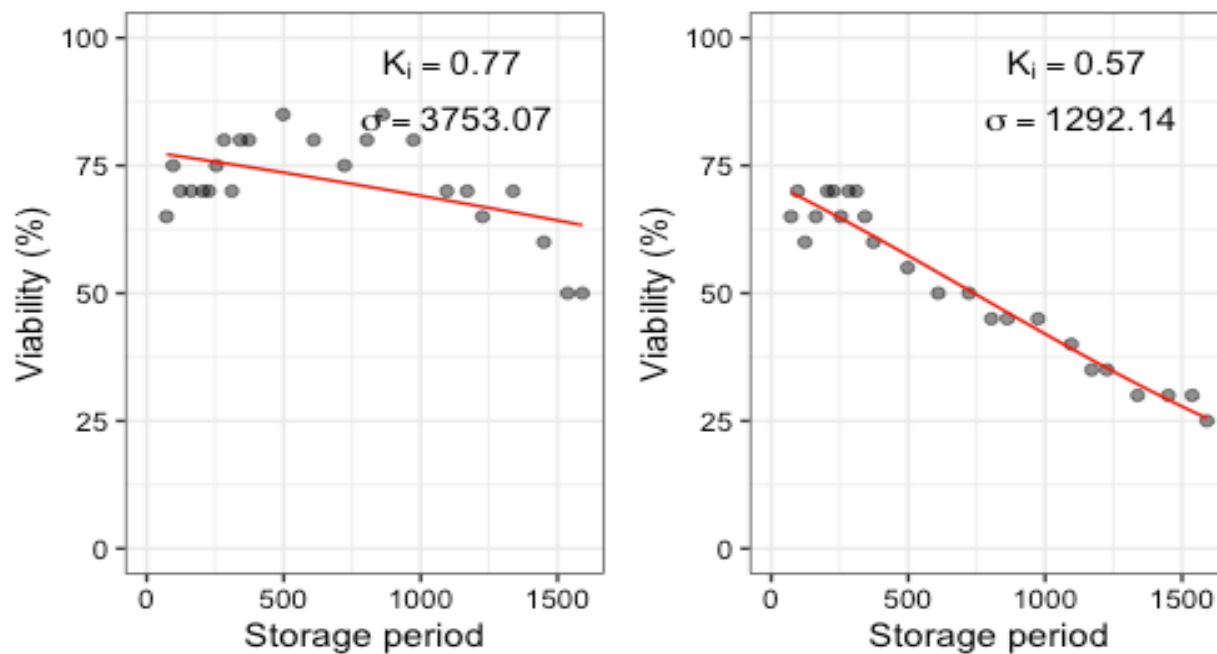 Viability (%)
100
75
50
25
0
Kᵢ = 0.77
σ = 3753.07
0 500 1000 1500
Storage period
Viability (%)
100
75
50
25
0
Kᵢ = 0.57
σ = 1292.14
0 500 1000 1500
Storage period